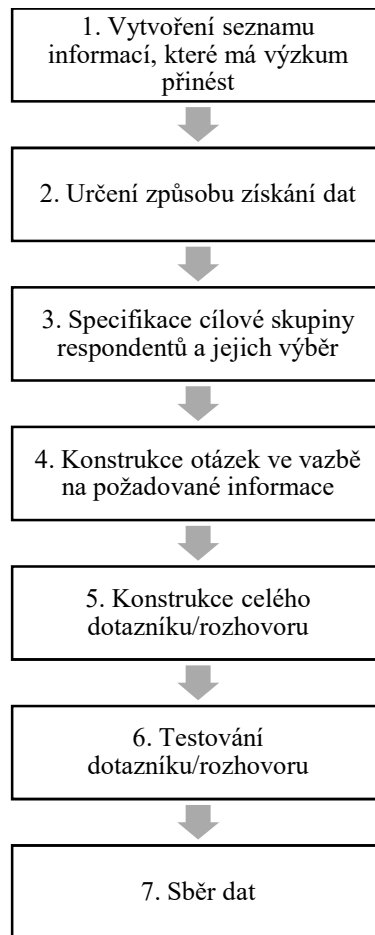 1. Vytvoření seznamu
informací, které má výzkum
přinést
2. Určení způsobu získání dat
3. Specifikace cílové skupiny
respondentů a jejich výběr
4. Konstrukce otázek ve vazbě
na požadované informace
5. Konstrukce celého
dotazníku/rozhovoru
6. Testování
dotazníku/rozhovoru
7. Sběr dat